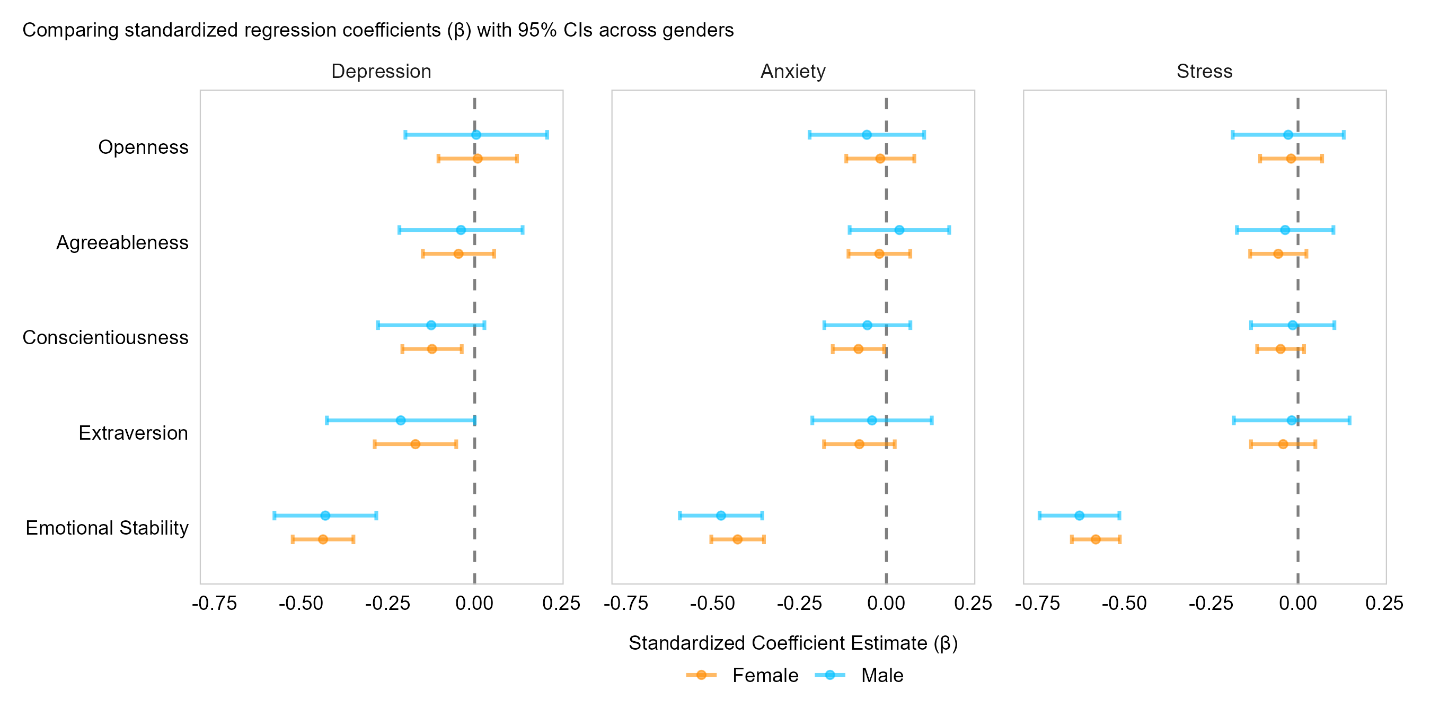 Comparing standardized regression coefficients (β) with 95% CIs across genders
Depression Anxiety Stress
Openness
Agreeableness
Conscientiousness
Extraversion
Emotional Stability
-0.75 -0.50 -0.25 0.00 0.25 -0.75 -0.50 -0.25 0.00 0.25 -0.75 -0.50 -0.25 0.00 0.25
Standardized Coefficient Estimate (β)
Female Male